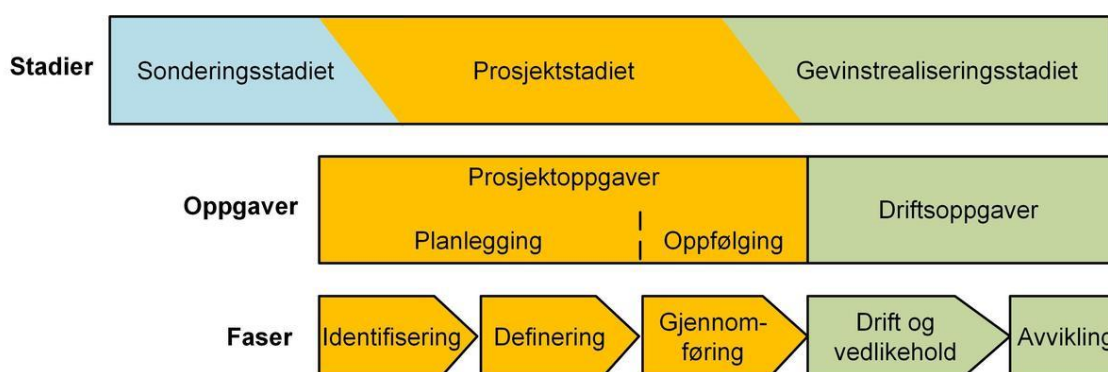 Stadier
Sonderingsstadiet
Prosjektstadiet
Gevinstrealiseringsstadiet
Oppgaver
Prosjektoppgaver
Planlegging
Oppfølging
Driftsoppgaver
Faser
Identifisering
Definering
Gjennom-
føring
Drift og
vedlikehold
Avvikling